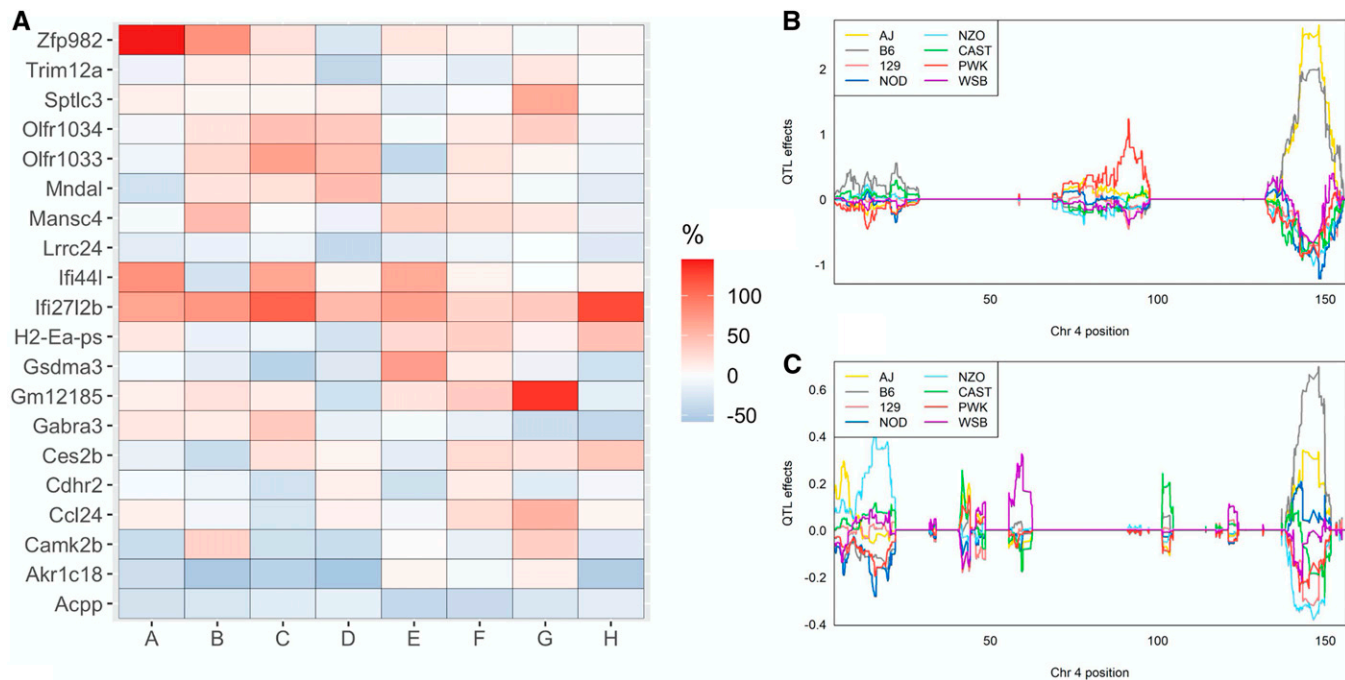 A
Zfp982
Trim12a
Sptlc3
Olfr1034
Olfr1033
Mndal
Mansc4
Lrrc24
Ifi44l
Ifi27l2b
H2-Ea-ps
Gsdma3
Gm12185
Gabra3
Ces2b
Cdhr2
Ccl24
Camk2b
Akr1c18
Acpp
A B C D E F G H
%
100
50
0
-50
B
AJ NZO
B6 CAST
129 PWK
NOD WSB
QTL effects
2
1
0
-1
50 100 150
Chr 4 position
C
AJ NZO
B6 CAST
129 PWK
NOD WSB
QTL effects
0.6
0.4
0.2
0.0
-0.2
-0.4
50 100 150
Chr 4 position